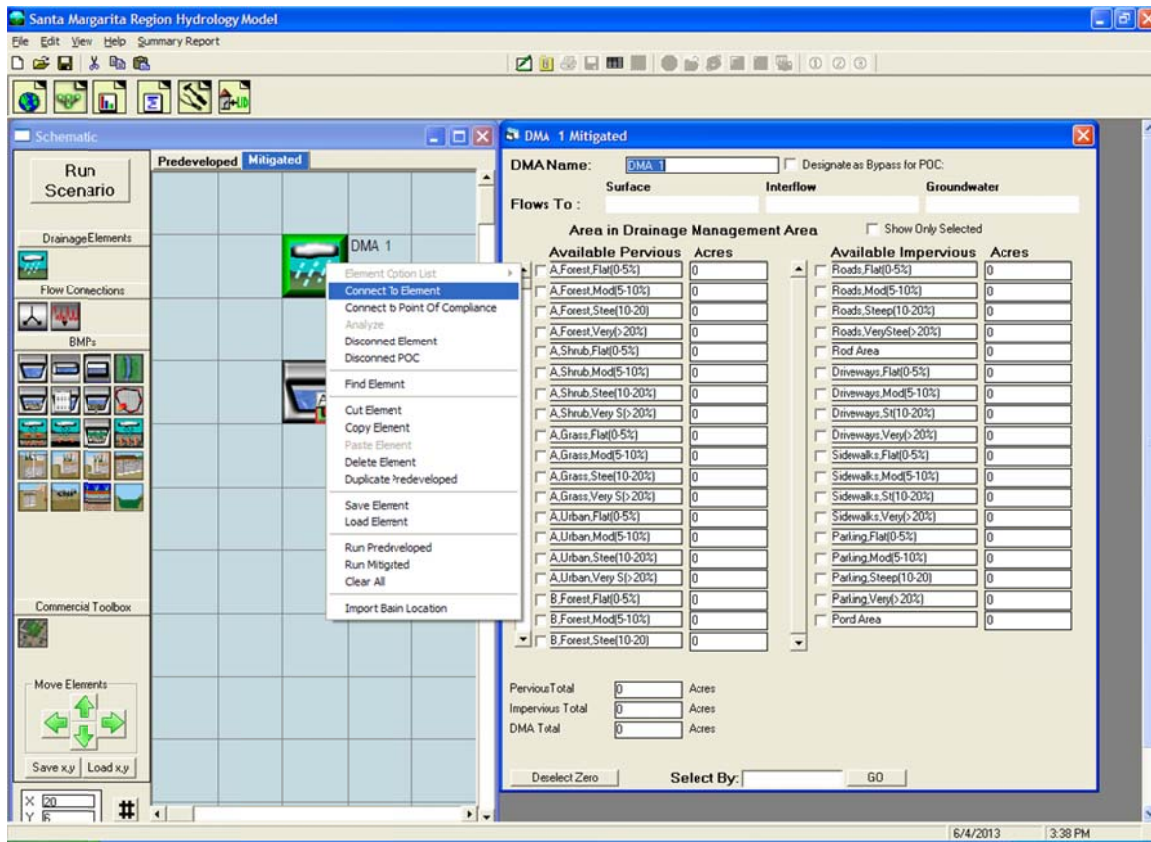 Santa Margarita Region Hydrology Model
File Edit View Help Summary Report
Schematic
Run
Scenario
Predeveloped Mitigated
Drainage Elements
Flow Connections
BMPs
Commercial Toolbox
Move Elements
Save x,y Load x,y
X 20
Y 6
#
DMA 1
Element Option List
Connect To Element
Connect to Point Of Compliance
Analyze
Disconned Element
Disconned POC
Find Element
Cut Element
Copy Element
Paste Element
Delete Element
Duplicate Predeveloped
Save Element
Load Element
Run Predeveloped
Run Mitigated
Clear All
Import Basin Location
DMA 1 Mitigated
DMA Name: DMA 1 Designate as Bypass for POC:
Surface Interflow Groundwater
Flows To :
Area in Drainage Management Area Show Only Selected
Available Pervious Acres Available Impervious Acres
A,Forest,Flat(0-5%) 0 Roads,Flat(0-5%) 0
A,Forest,Mod(5-10%) 0 Roads,Mod(5-10%) 0
A,Forest,Stee(10-20) 0 Roads,Steep(10-20%) 0
A,Forest,Very(>20%) 0 Roads,VerySteep(>20%) 0
A,Shrub,Flat(0-5%) 0 Roof Area 0
A,Shrub,Mod(5-10%) 0 Driveways,Flat(0-5%) 0
A,Shrub,Stee(10-20%) 0 Driveways,Mod(5-10%) 0
A,Shrub,Very S(>20%) 0 Driveways,St(10-20%) 0
A,Grass,Flat(0-5%) 0 Driveways,Very(>20%) 0
A,Grass,Mod(5-10%) 0 Sidewalks,Flat(0-5%) 0
A,Grass,Stee(10-20%) 0 Sidewalks,Mod(5-10%) 0
A,Grass,Very S(>20%) 0 Sidewalks,St(10-20%) 0
A,Urban,Flat(0-5%) 0 Sidewalks,Very(>20%) 0
A,Urban,Mod(5-10%) 0 Parking,Flat(0-5%) 0
A,Urban,Stee(10-20%) 0 Parking,Mod(5-10%) 0
A,Urban,Very S(>20%) 0 Parking,Steep(10-20) 0
B,Forest,Flat(0-5%) 0 Parking,Very(>20%) 0
B,Forest,Mod(5-10%) 0 Pond Area 0
B,Forest,Stee(10-20) 0
Pervious Total 0 Acres
Impervious Total 0 Acres
DMA Total 0 Acres
Deselect Zero Select By: GO
6/4/2013 3:38 PM